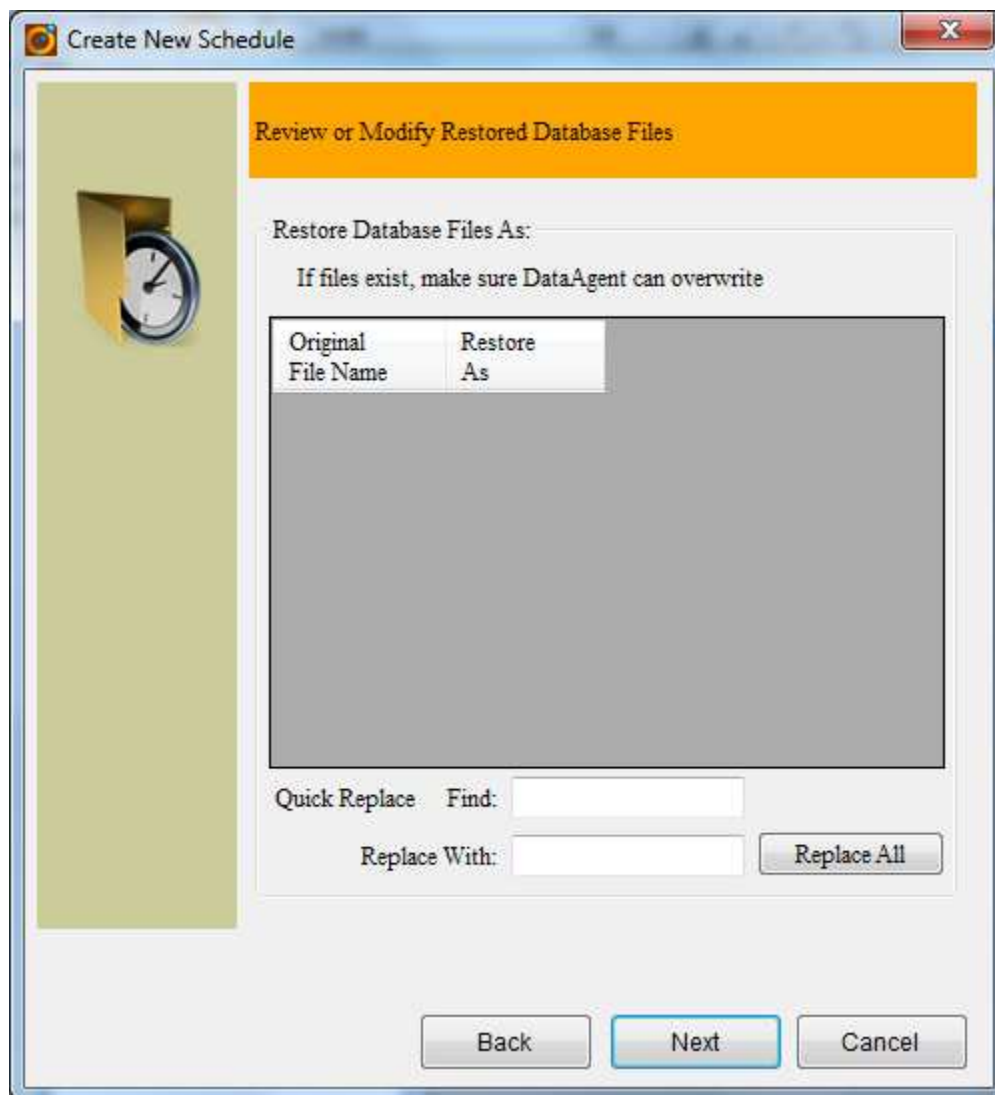 Create New Schedule
Review or Modify Restored Database Files
Restore Database Files As:
If files exist, make sure DataAgent can overwrite
Original File Name
Restore As
Quick Replace Find:
Replace With:
Replace All
Back
Next
Cancel